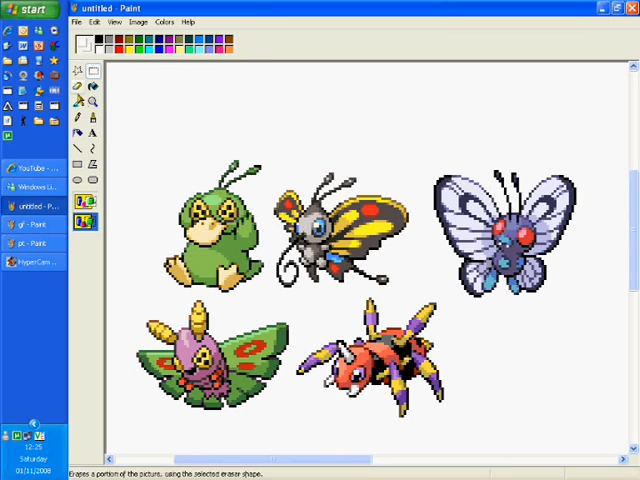 start
untitled - Paint
File Edit View Image Colors Help
A
YouTube - ...
Windows Li...
untitled - P...
gf - Paint
pt - Paint
HyperCam ...
12:25
Saturday
01/11/2008
Erases a portion of the picture, using the selected eraser shape.